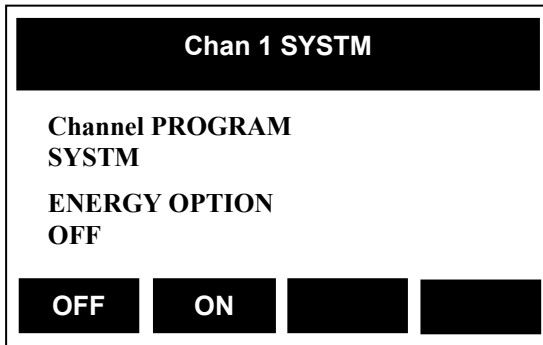 Chan 1 SYSTM
Channel PROGRAM
SYSTM
ENERGY OPTION
OFF
OFF ON